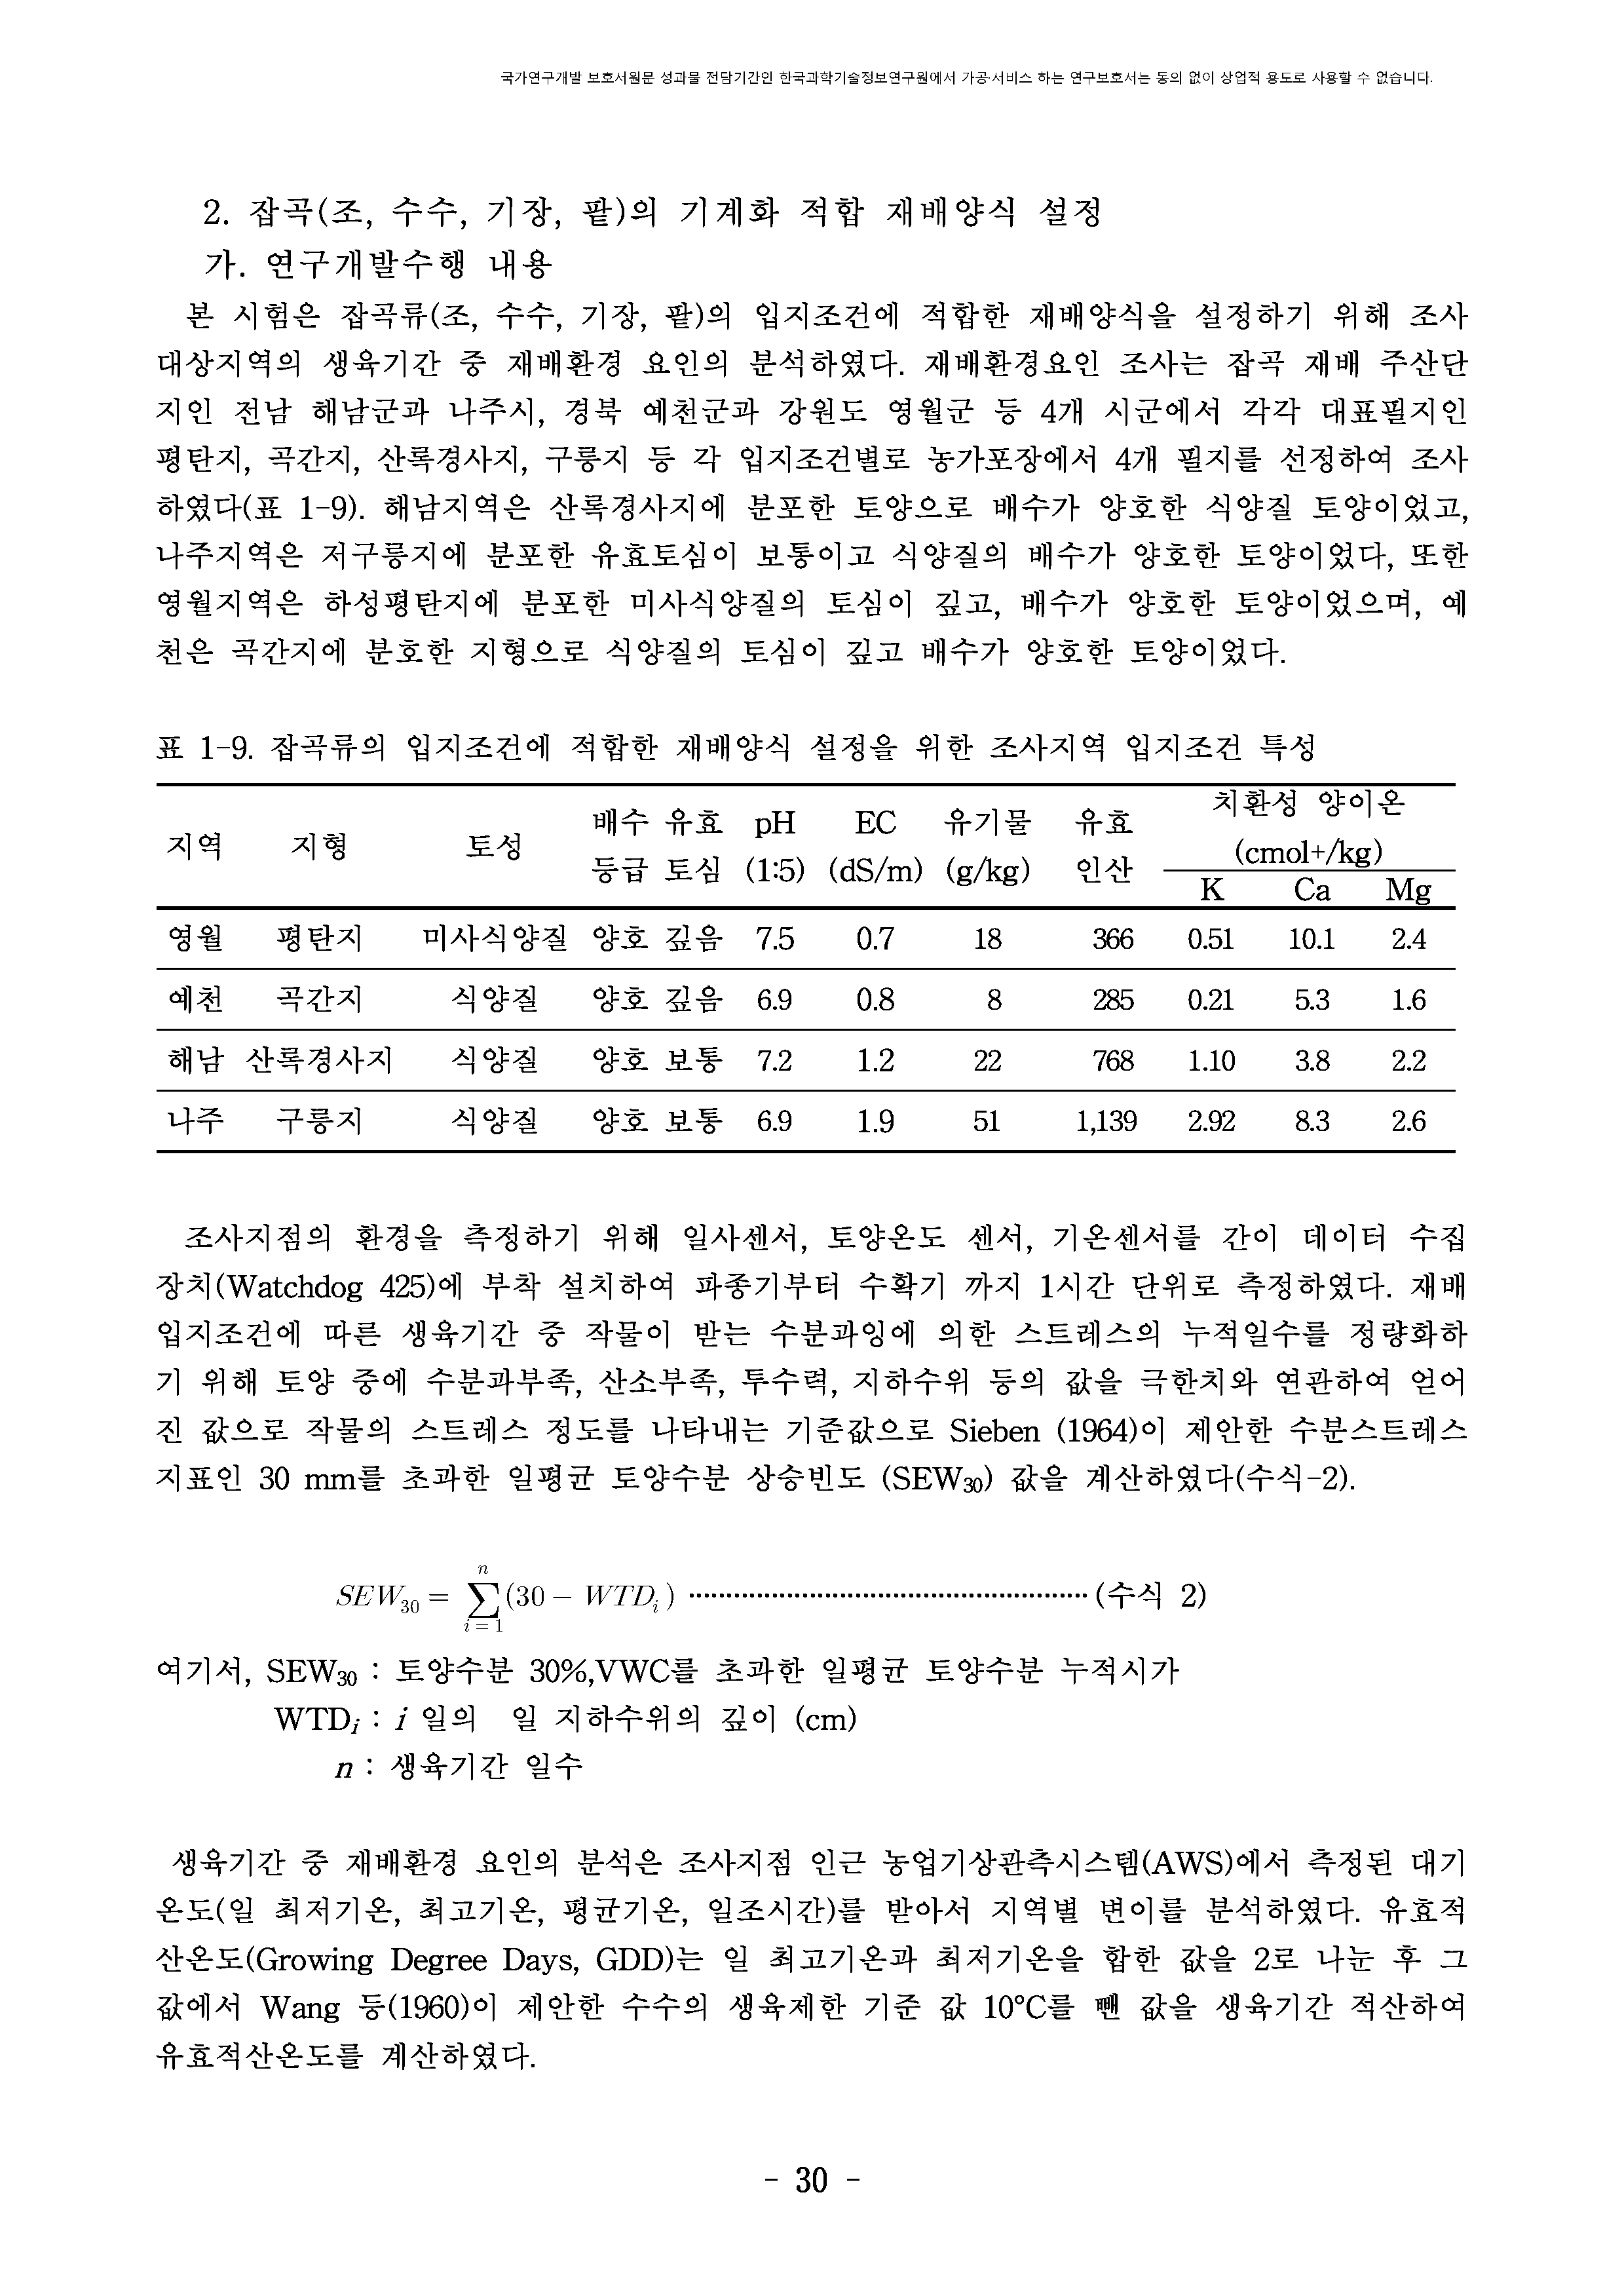 국가연구개발 보호서원문 성과물 전담기간인 한국과학기술정보연구원에서 가공·서비스 하는 연구보호서는 동의 없이 상업적 용도로 사용할 수 없습니다.
2. 잡곡(조, 수수, 기장, 팥)의 기계화 적합 재배양식 설정
가. 연구개발수행 내용
본 시험은 잡곡류(조, 수수, 기장, 팥)의 입지조건에 적합한 재배양식을 설정하기 위해 조사
대상지역의 생육기간 중 재배환경 요인의 분석하였다. 재배환경요인 조사는 잡곡 재배 주산단
지인 전남 해남군과 나주시, 경북 예천군과 강원도 영월군 등 4개 시군에서 각각 대표필지인
평탄지, 곡간지, 산록경사지, 구릉지 등 각 입지조건별로 농가포장에서 4개 필지를 선정하여 조사
하였다(표 1-9). 해남지역은 산록경사지에 분포한 토양으로 배수가 양호한 식양질 토양이었고,
나주지역은 저구릉지에 분포한 유효토심이 보통이고 식양질의 배수가 양호한 토양이었다, 또한
영월지역은 하성평탄지에 분포한 미사식양질의 토심이 깊고, 배수가 양호한 토양이었으며, 예
천은 곡간지에 분호한 지형으로 식양질의 토심이 깊고 배수가 양호한 토양이었다.
표 1-9. 잡곡류의 입지조건에 적합한 재배양식 설정을 위한 조사지역 입지조건 특성
지역 지형 토성 배수 등급 유효 토심 pH (1:5) EC (dS/m) 유기물 (g/kg) 유효 인산 치환성 양이온 (cmol+/kg)
K Ca Mg
영월 평탄지 미사식양질 양호 깊음 7.5 0.7 18 366 0.51 10.1 2.4
예천 곡간지 식양질 양호 깊음 6.9 0.8 8 285 0.21 5.3 1.6
해남 산록경사지 식양질 양호 보통 7.2 1.2 22 768 1.10 3.8 2.2
나주 구릉지 식양질 양호 보통 6.9 1.9 51 1,139 2.92 8.3 2.6
조사지점의 환경을 측정하기 위해 일사센서, 토양온도 센서, 기온센서를 간이 데이터 수집
장치(Watchdog 425)에 부착 설치하여 파종기부터 수확기 까지 1시간 단위로 측정하였다. 재배
입지조건에 따른 생육기간 중 작물이 받는 수분과잉에 의한 스트레스의 누적일수를 정량화하
기 위해 토양 중에 수분과부족, 산소부족, 투수력, 지하수위 등의 값을 극한치와 연관하여 얻어
진 값으로 작물의 스트레스 정도를 나타내는 기준값으로 Sieben (1964)이 제안한 수분스트레스
지표인 30 mm를 초과한 일평균 토양수분 상승빈도 (SEW₃₀) 값을 계산하였다(수식-2).
SEW₃₀ = ∑ⁿᵢ₌₁(30 - WTDᵢ) ·················································· (수식 2)
여기서, SEW₃₀ : 토양수분 30%,VWC를 초과한 일평균 토양수분 누적시가
WTDᵢ : i 일의 일 지하수위의 깊이 (cm)
n : 생육기간 일수
생육기간 중 재배환경 요인의 분석은 조사지점 인근 농업기상관측시스템(AWS)에서 측정된 대기
온도(일 최저기온, 최고기온, 평균기온, 일조시간)를 받아서 지역별 변이를 분석하였다. 유효적
산온도(Growing Degree Days, GDD)는 일 최고기온과 최저기온을 합한 값을 2로 나눈 후 그
값에서 Wang 등(1960)이 제안한 수수의 생육제한 기준 값 10℃를 뺀 값을 생육기간 적산하여
유효적산온도를 계산하였다.
- 30 -